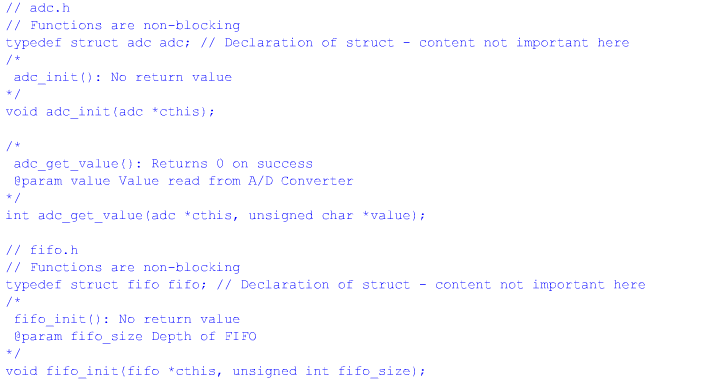 // adc.h
// Functions are non-blocking
typedef struct adc adc; // Declaration of struct - content not important here
/*
 adc_init(): No return value
*/
void adc_init(adc *cthis);

/*
 adc_get_value(): Returns 0 on success
 @param value Value read from A/D Converter
*/
int adc_get_value(adc *cthis, unsigned char *value);

// fifo.h
// Functions are non-blocking
typedef struct fifo fifo; // Declaration of struct - content not important here
/*
 fifo_init(): No return value
 @param fifo_size Depth of FIFO
*/
void fifo_init(fifo *cthis, unsigned int fifo_size);